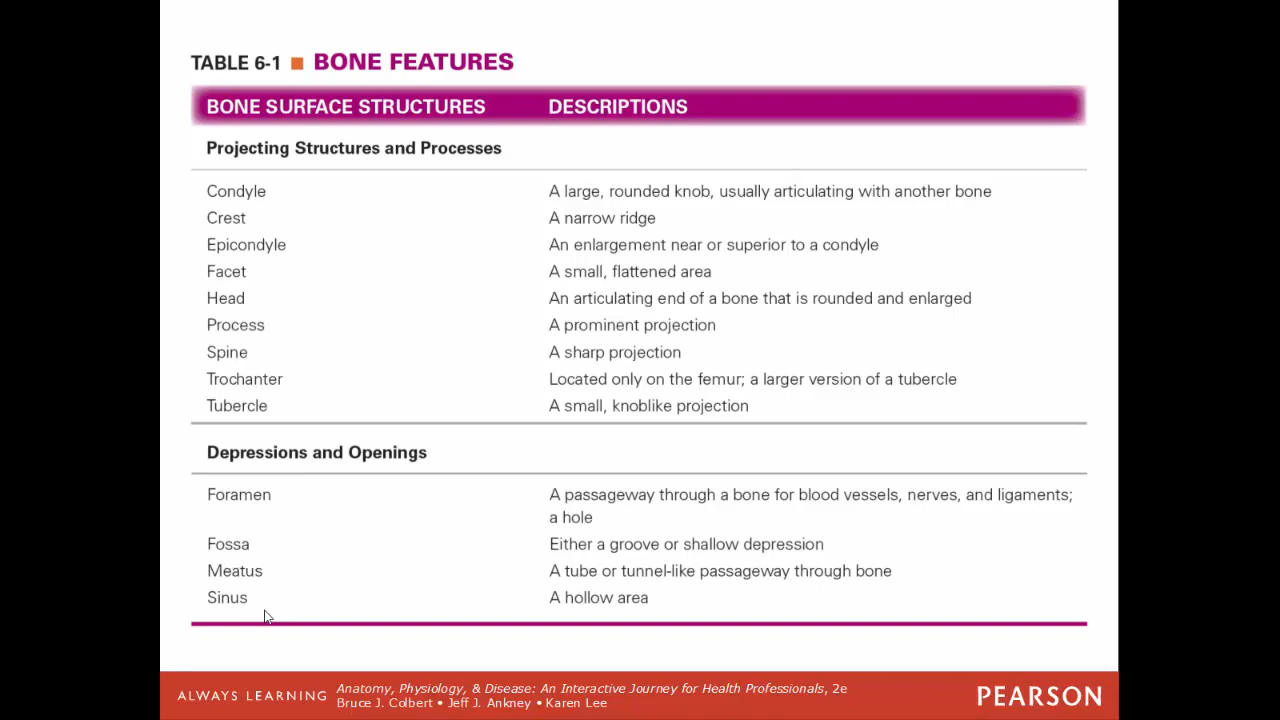 TABLE 6-1 ■ BONE FEATURES
BONE SURFACE STRUCTURES DESCRIPTIONS
Projecting Structures and Processes
Condyle A large, rounded knob, usually articulating with another bone
Crest A narrow ridge
Epicondyle An enlargement near or superior to a condyle
Facet A small, flattened area
Head An articulating end of a bone that is rounded and enlarged
Process A prominent projection
Spine A sharp projection
Trochanter Located only on the femur; a larger version of a tubercle
Tubercle A small, knoblike projection
Depressions and Openings
Foramen A passageway through a bone for blood vessels, nerves, and ligaments;
a hole
Fossa Either a groove or shallow depression
Meatus A tube or tunnel-like passageway through bone
Sinus A hollow area
ALWAYS LEARNING
Anatomy, Physiology, & Disease: An Interactive Journey for Health Professionals, 2e
Bruce J. Colbert • Jeff J. Ankney • Karen Lee
PEARSON